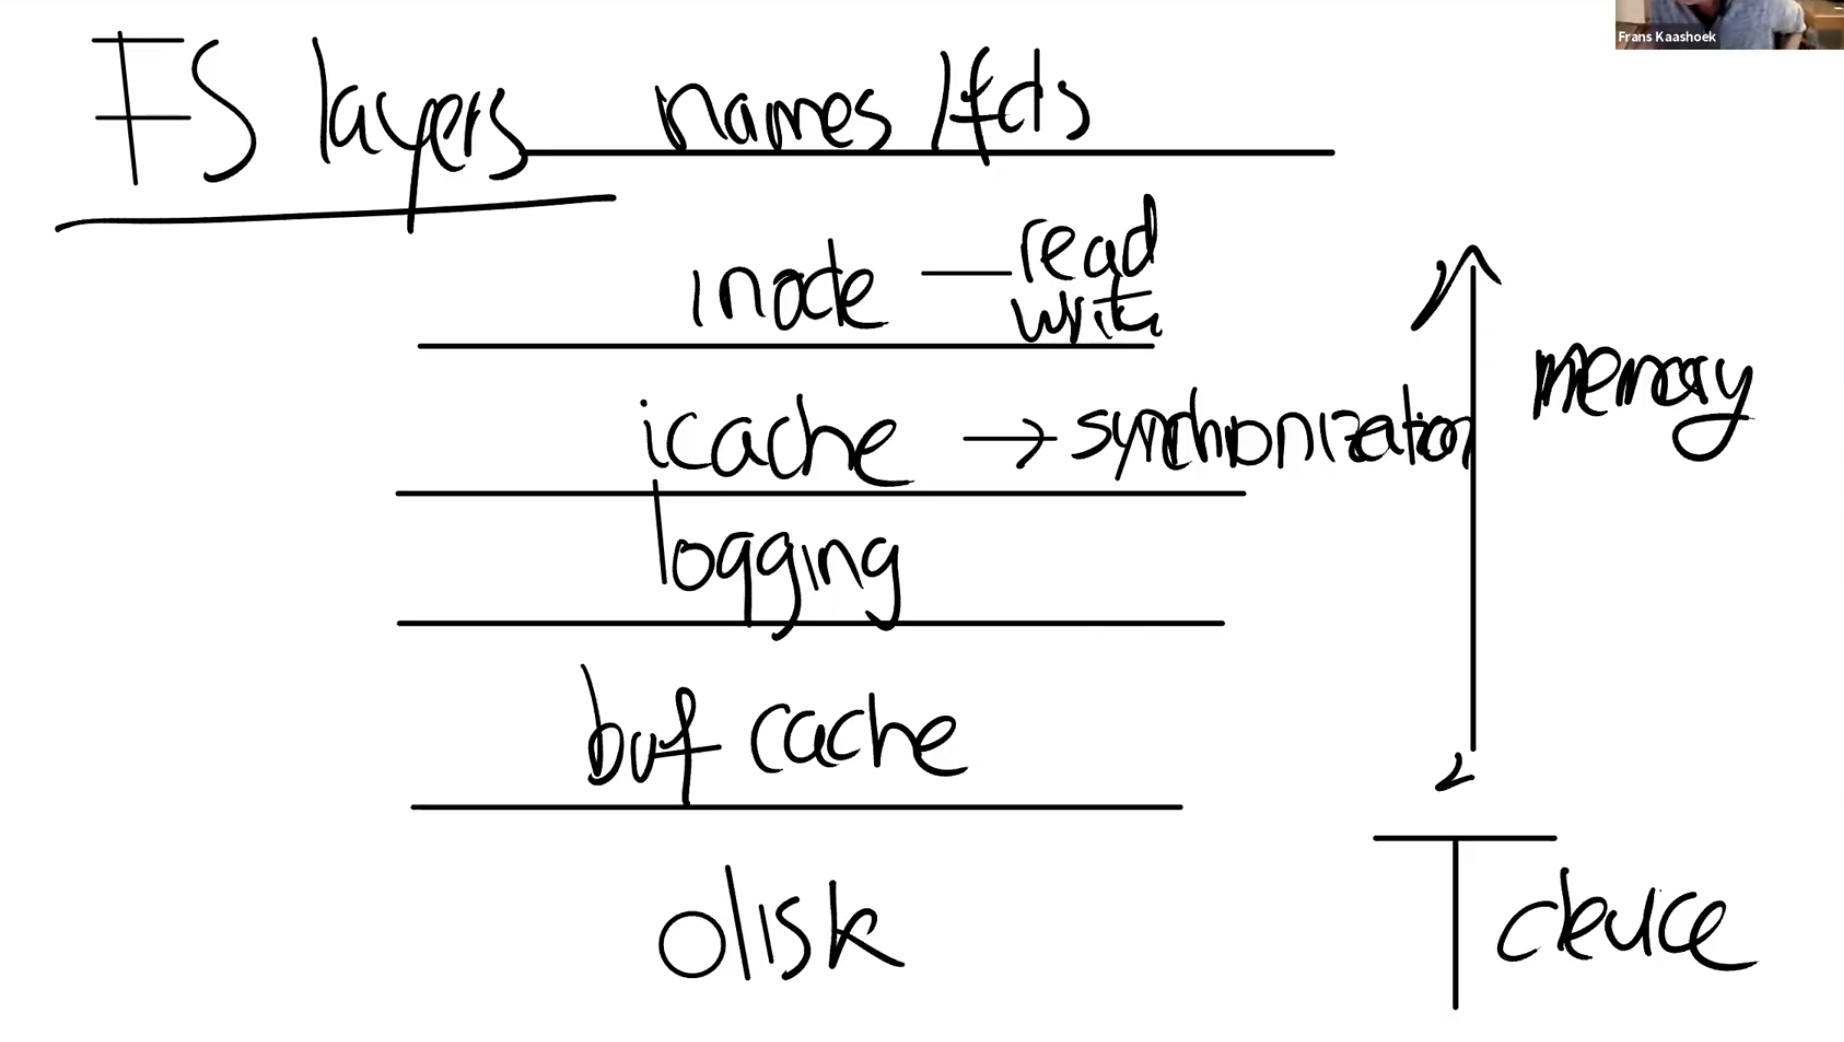 Frans Kaashoek
FS layers names/fds
inode — read
write
memory
icache → synchronization
logging
buf cache
disk
device